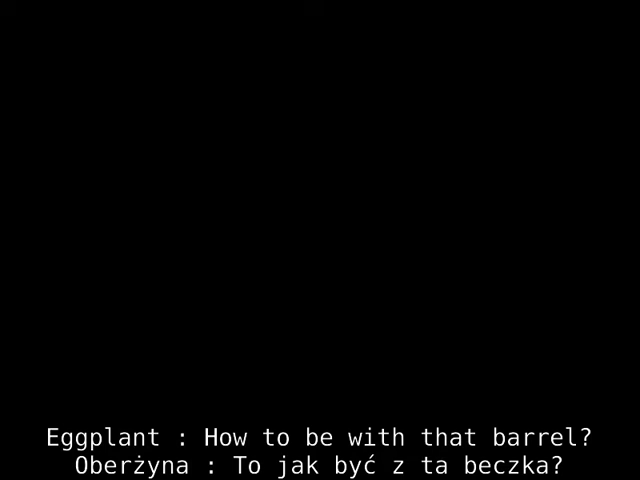 Eggplant : How to be with that barrel?
Oberżyna : To jak być z ta beczka?